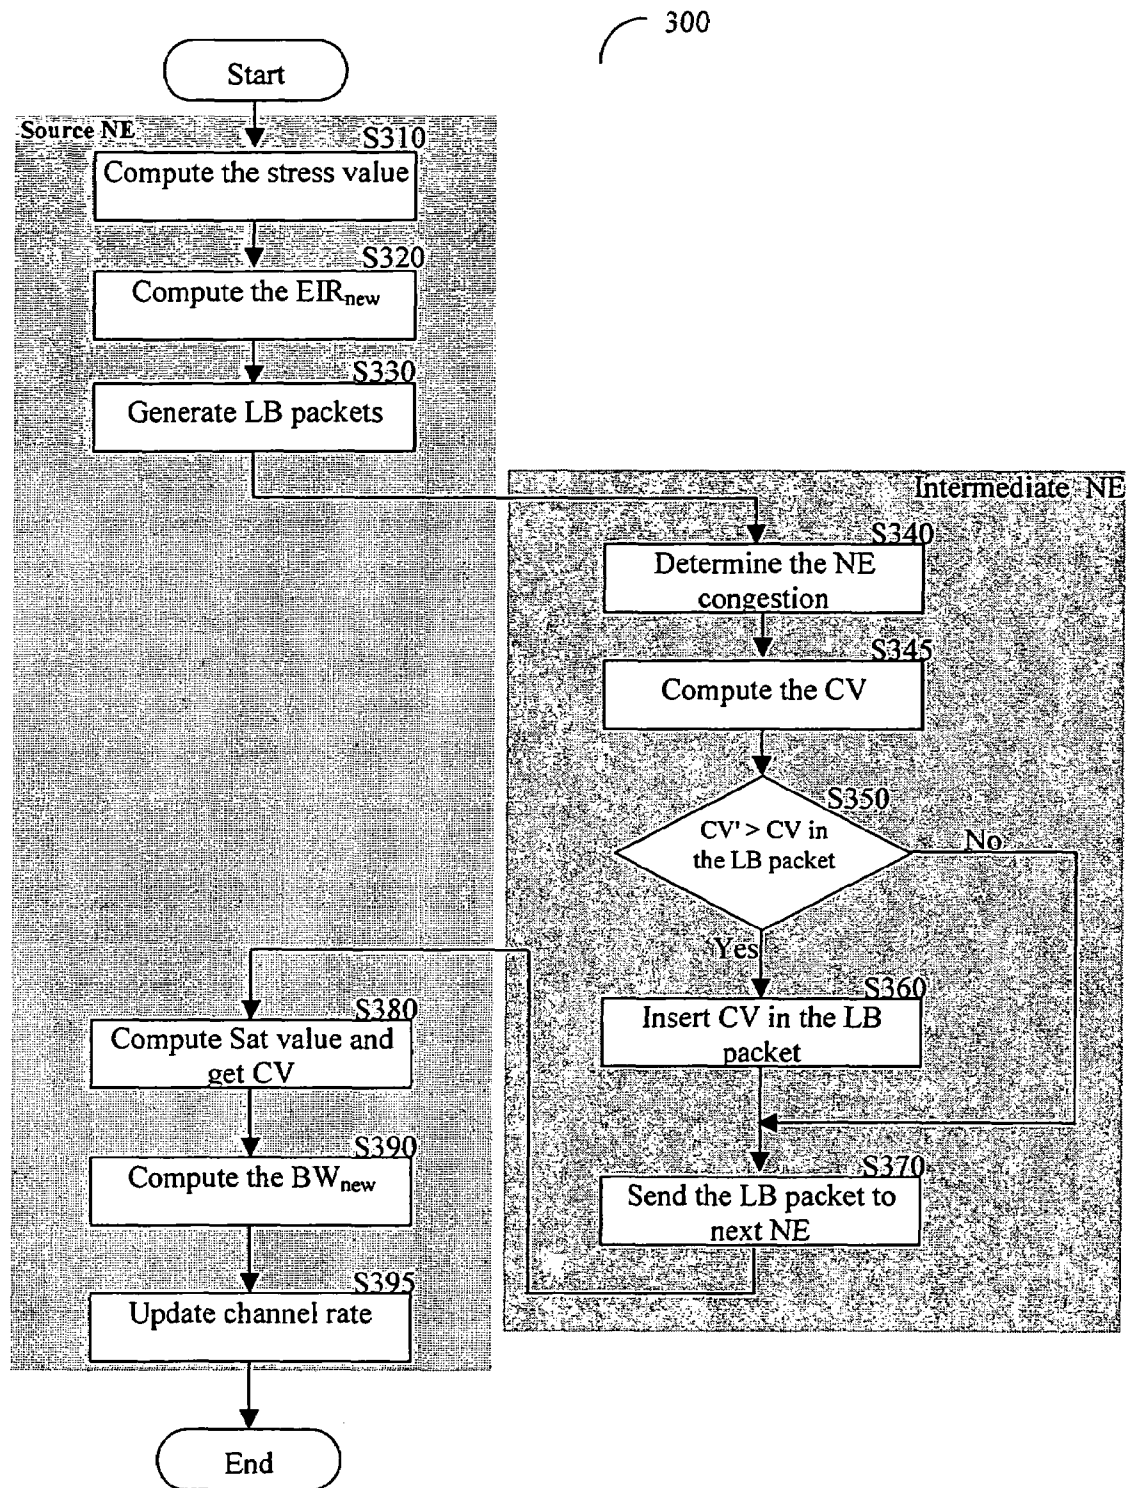 300
Start
Source NE
S310
Compute the stress value
S320
Compute the EIRnew
S330
Generate LB packets
Intermediate NE
S340
Determine the NE
congestion
S345
Compute the CV
S350
CV' > CV in
the LB packet
No
Yes
S360
Insert CV in the LB
packet
S370
Send the LB packet to
next NE
S380
Compute Sat value and
get CV
S390
Compute the BWnew
S395
Update channel rate
End